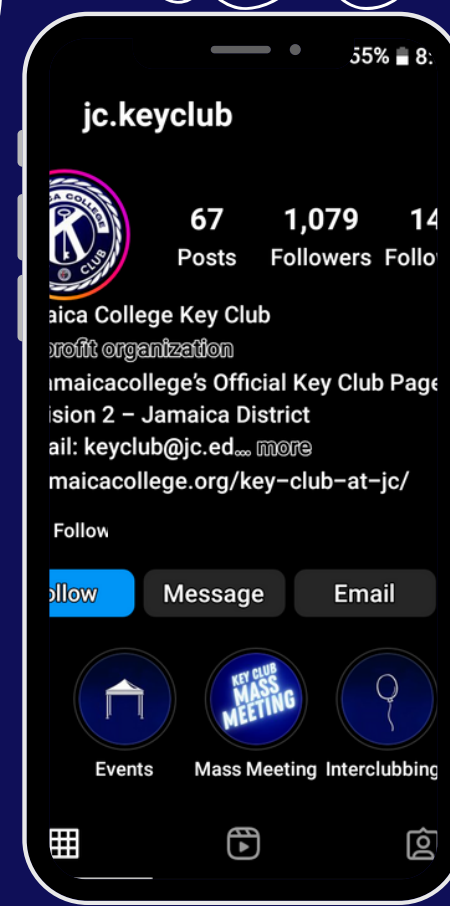 55% 8:
jc.keyclub
67 1,079 14
Posts Followers Follo
aica College Key Club
profit organization
amaicacollege's Official Key Club Page
ision 2 – Jamaica District
ail: keyclub@jc.ed... more
maicacollege.org/key-club-at-jc/
Follow
ollow Message Email
KEY CLUB
MASS
MEETING
Events Mass Meeting Interclubbing